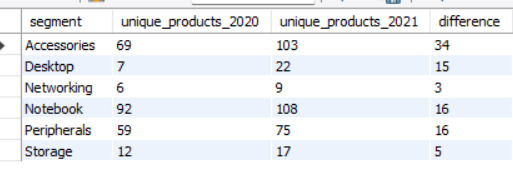 segment unique_products_2020 unique_products_2021 difference
Accessories 69 103 34
Desktop 7 22 15
Networking 6 9 3
Notebook 92 108 16
Peripherals 59 75 16
Storage 12 17 5